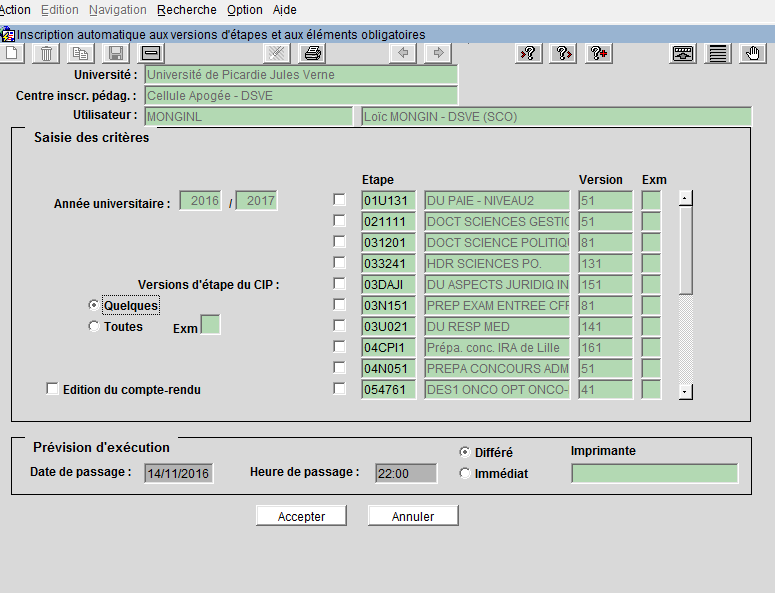 Action Edition Navigation Recherche Option Aide
Inscription automatique aux versions d'étapes et aux éléments obligatoires
Université : Université de Picardie Jules Verne
Centre inscr. pédag. : Cellule Apogée - DSVE
Utilisateur : MONGINL Loïc MONGIN - DSVE (SCO)
Saisie des critères
Etape Version Exm
Année universitaire : 2016 / 2017
01U131 DU PAIE - NIVEAU2 51
021111 DOCT SCIENCES GESTIC 51
031201 DOCT SCIENCE POLITIQU 81
033241 HDR SCIENCES PO. 131
Versions d'étape du CIP : 03DAJI DU ASPECTS JURIDIQ IN 151
Quelques 03N151 PREP EXAM ENTREE CFF 81
Toutes Exm 03U021 DU RESP MED 141
04CPI1 Prépa. conc. IRA de Lille 161
04N051 PREPA CONCOURS ADM 51
Edition du compte-rendu 054761 DES1 ONCO OPT ONCO- 41
Prévision d'exécution
Différé Imprimante
Date de passage : 14/11/2016 Heure de passage : 22:00
Immédiat
Accepter Annuler